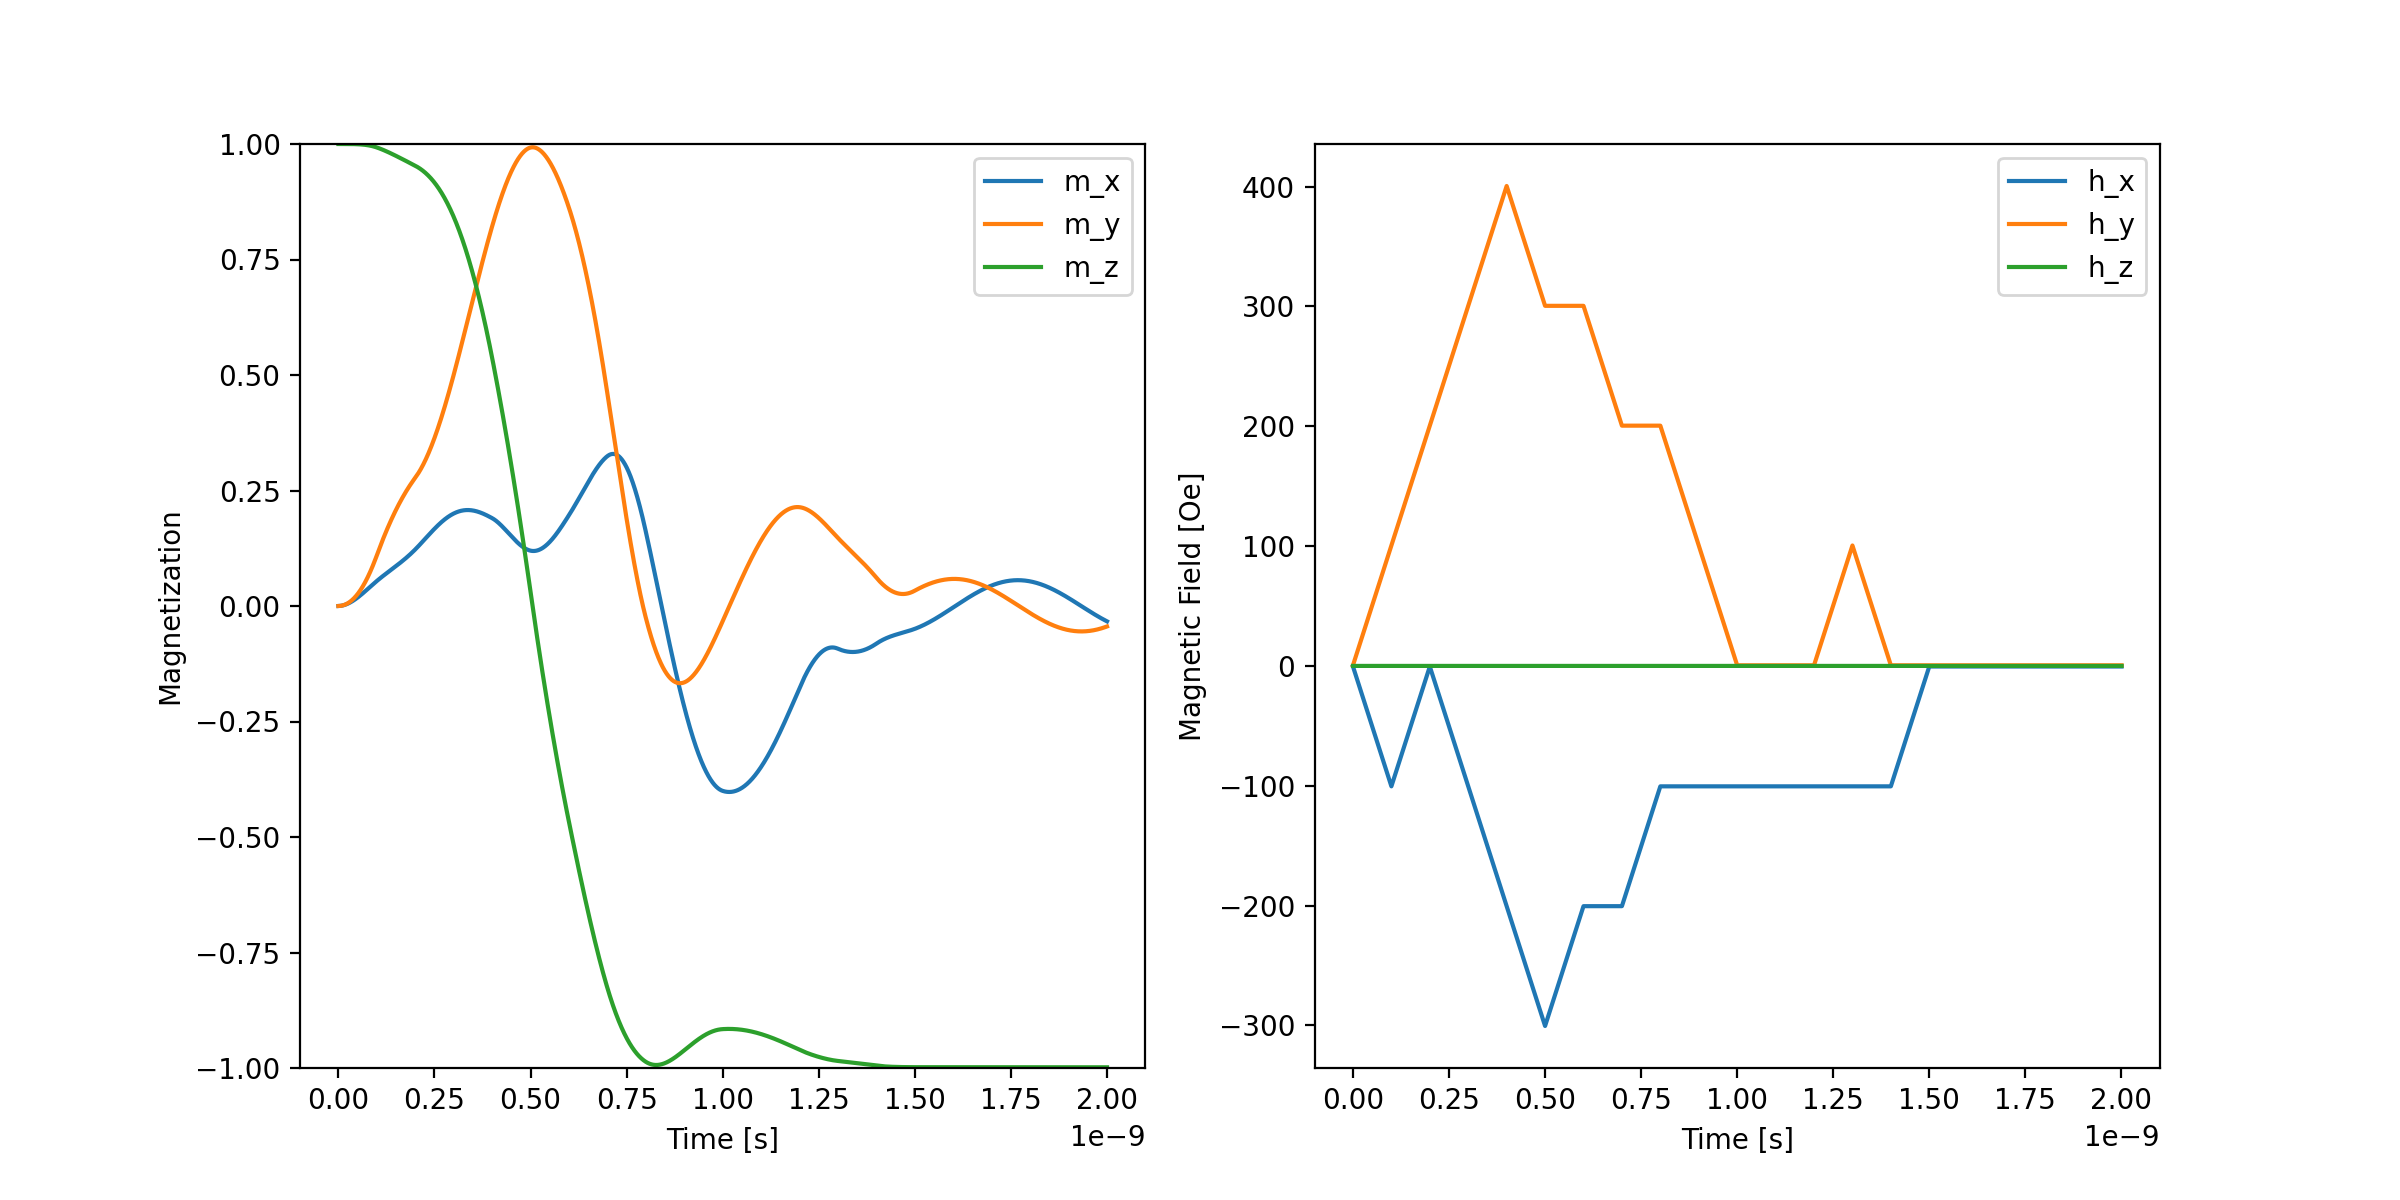 1.00
0.75
0.50
0.25
0.00
−0.25
−0.50
−0.75
−1.00
Magnetization
0.00 0.25 0.50 0.75 1.00 1.25 1.50 1.75 2.00
Time [s]
1e−9
m_x
m_y
m_z
400
300
200
100
0
−100
−200
−300
Magnetic Field [Oe]
0.00 0.25 0.50 0.75 1.00 1.25 1.50 1.75 2.00
Time [s]
1e−9
h_x
h_y
h_z